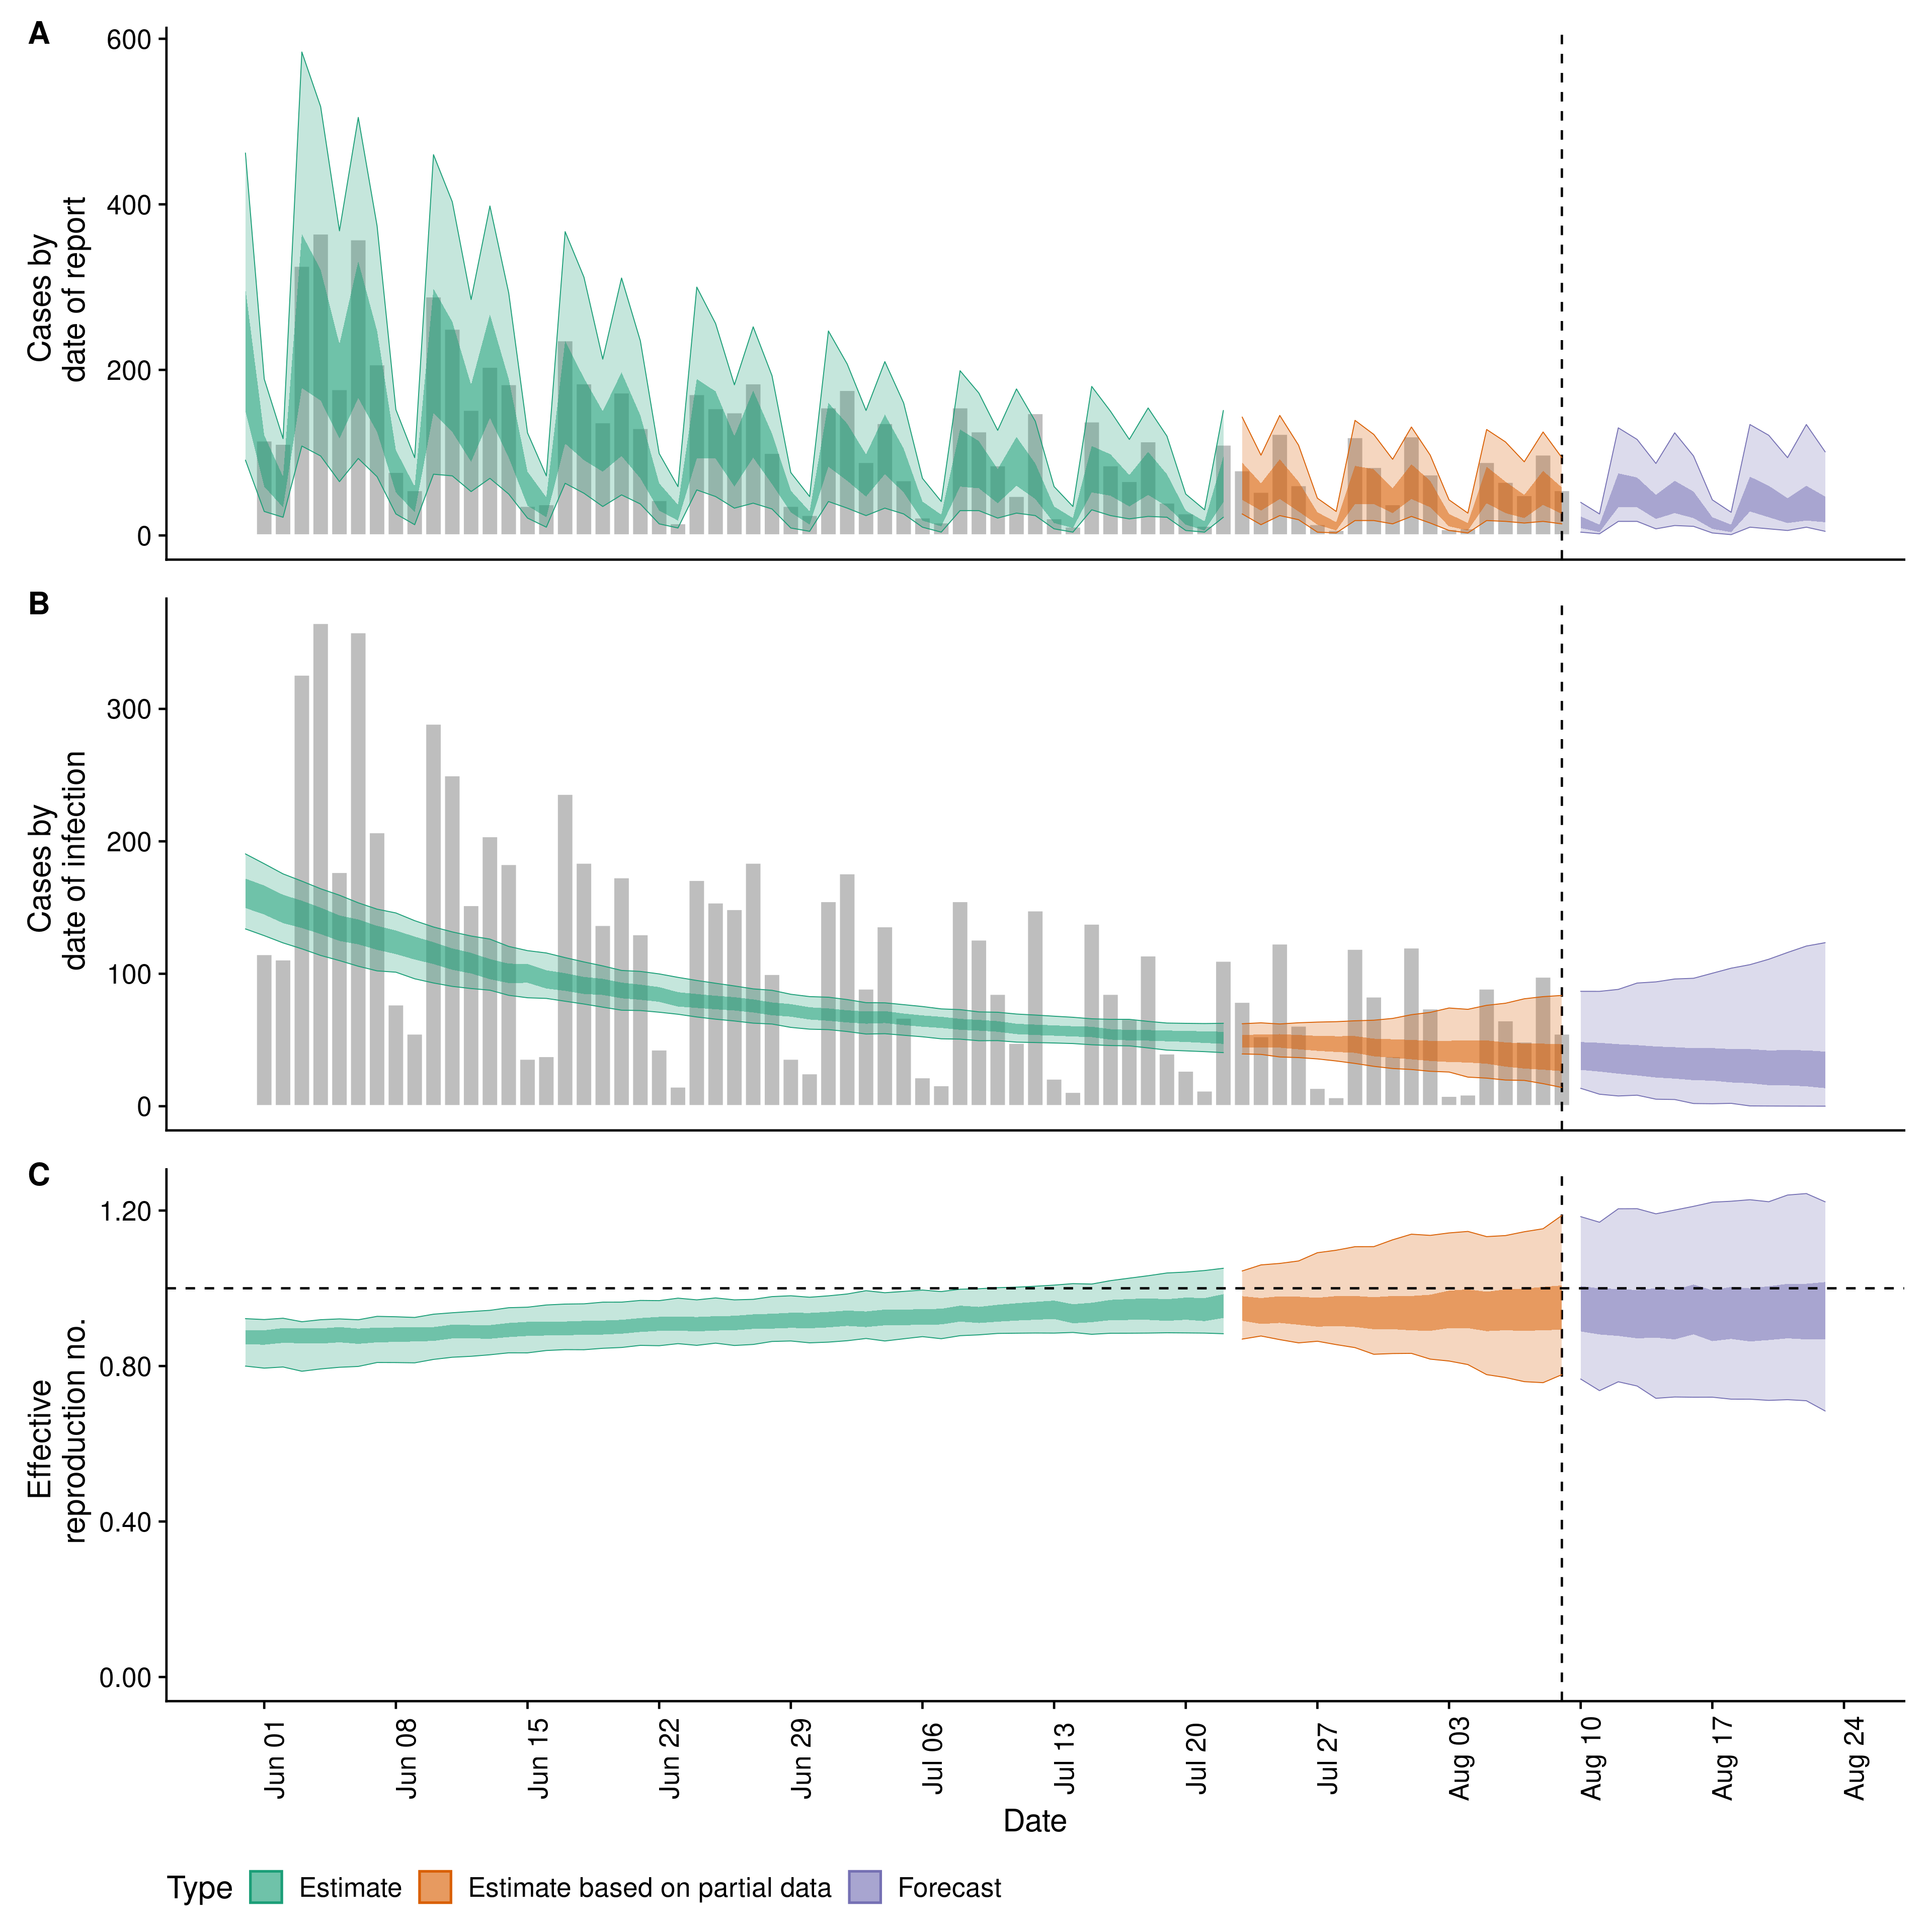 A
Cases by
date of report
600
400
200
0
B
Cases by
date of infection
300
200
100
0
C
Effective
reproduction no.
1.20
0.80
0.40
0.00
Jun 01
Jun 08
Jun 15
Jun 22
Jun 29
Jul 06
Jul 13
Jul 20
Jul 27
Aug 03
Aug 10
Aug 17
Aug 24
Date
Type Estimate Estimate based on partial data Forecast